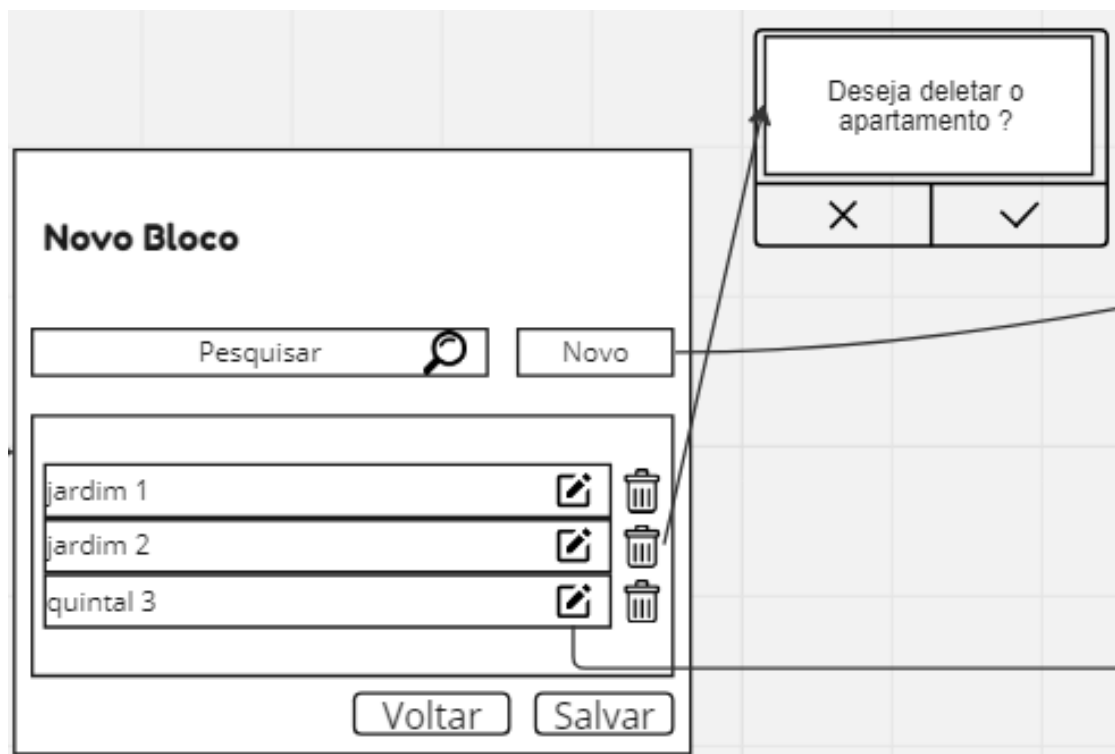 Deseja deletar o
apartamento ?
Novo Bloco
Pesquisar
Novo
jardim 1
jardim 2
quintal 3
Voltar
Salvar